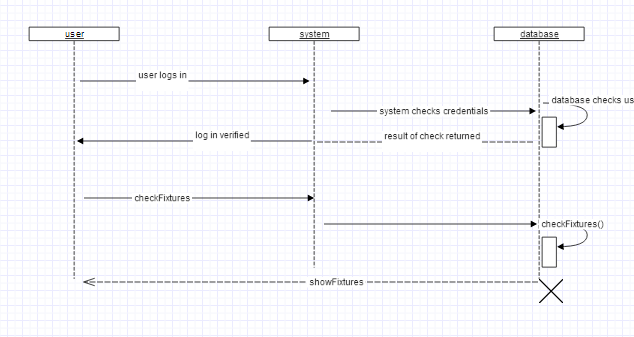 user
system
database
user logs in
database checks us
system checks credentials
log in verified
result of check returned
checkFixtures
checkFixtures()
showFixtures